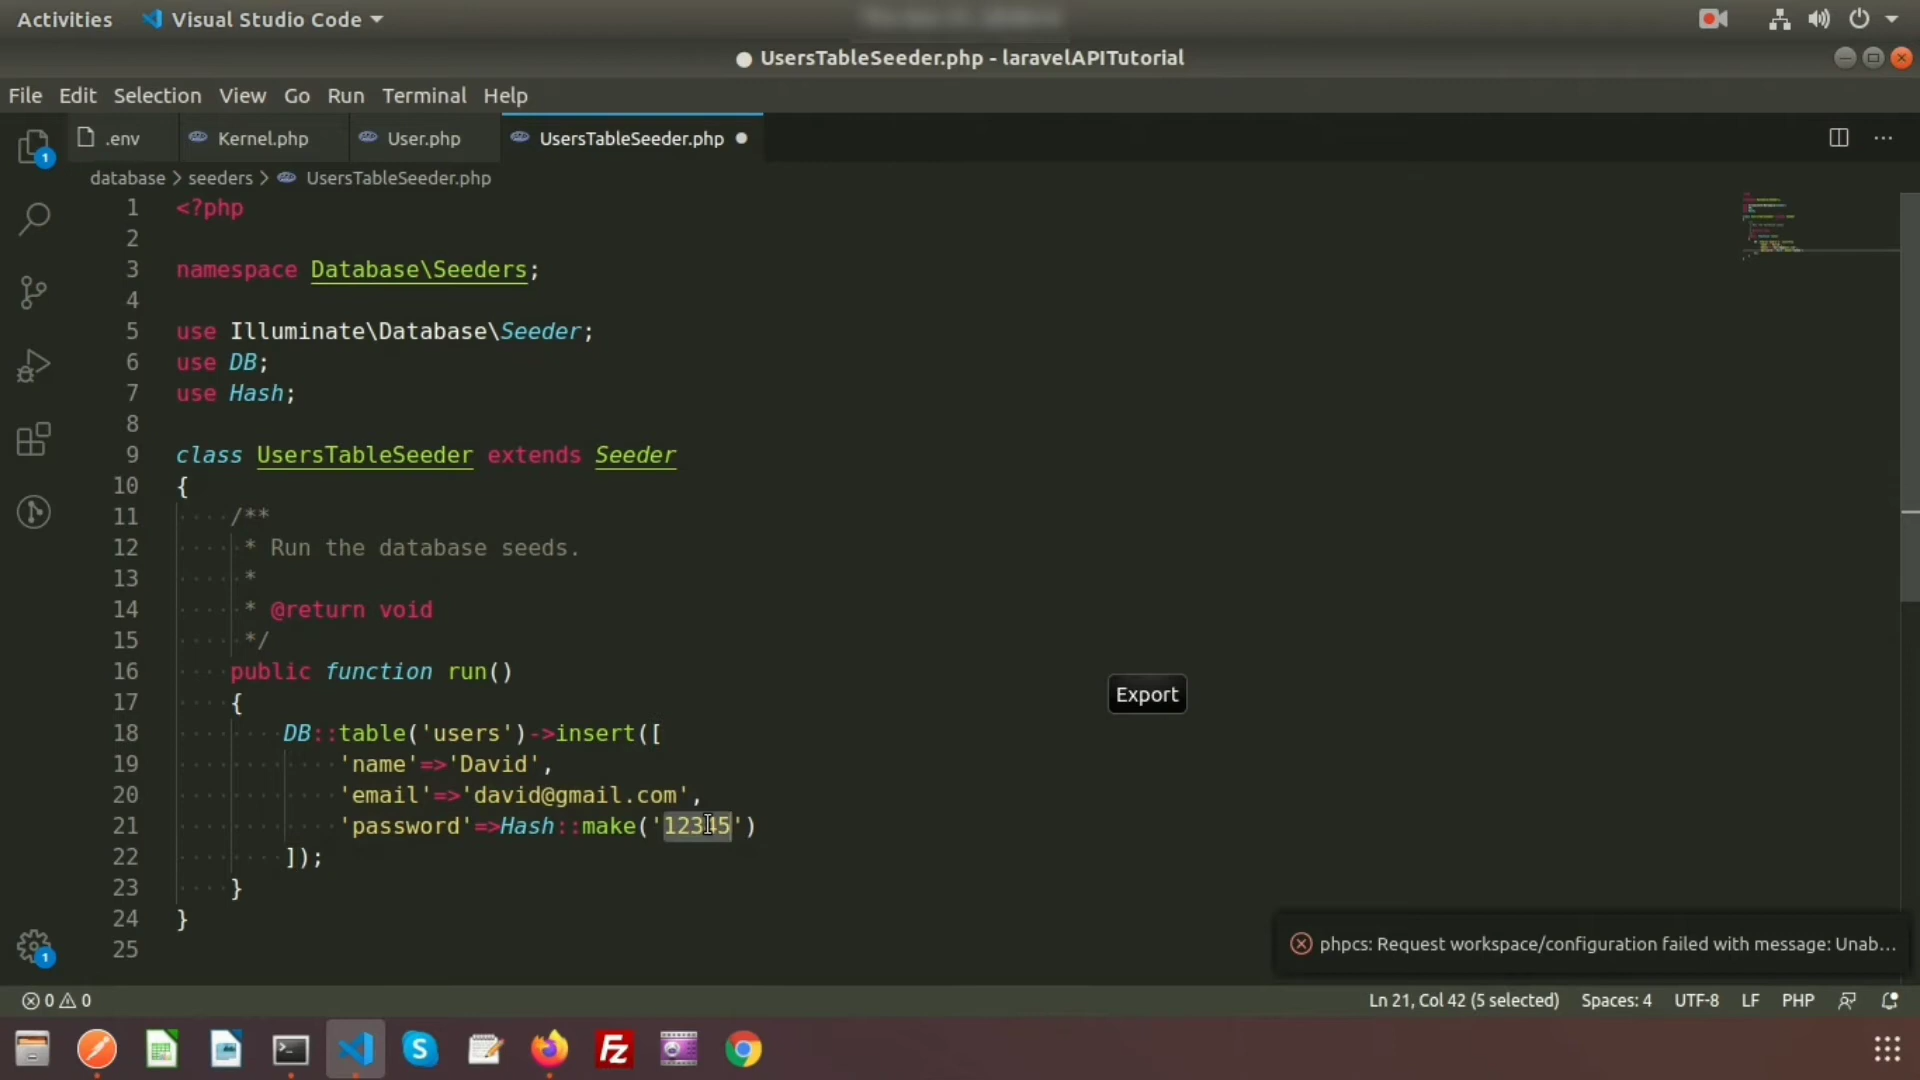 Activities
Visual Studio Code
● UsersTableSeeder.php - laravelAPITutorial
File Edit Selection View Go Run Terminal Help
.env
Kernel.php
User.php
UsersTableSeeder.php
database > seeders > UsersTableSeeder.php
1 <?php
2
3 namespace Database\Seeders;
4
5 use Illuminate\Database\Seeder;
6 use DB;
7 use Hash;
8
9 class UsersTableSeeder extends Seeder
10 {
11 /**
12 * Run the database seeds.
13 *
14 * @return void
15 */
16 public function run()
17 {
18 DB::table('users')->insert([
19 'name'=>'David',
20 'email'=>'david@gmail.com',
21 'password'=>Hash::make('12345')
22 ]);
23 }
24 }
25
Export
phpcs: Request workspace/configuration failed with message: Unab...
1
1
0 0
Ln 21, Col 42 (5 selected) Spaces: 4 UTF-8 LF PHP
S
FZ